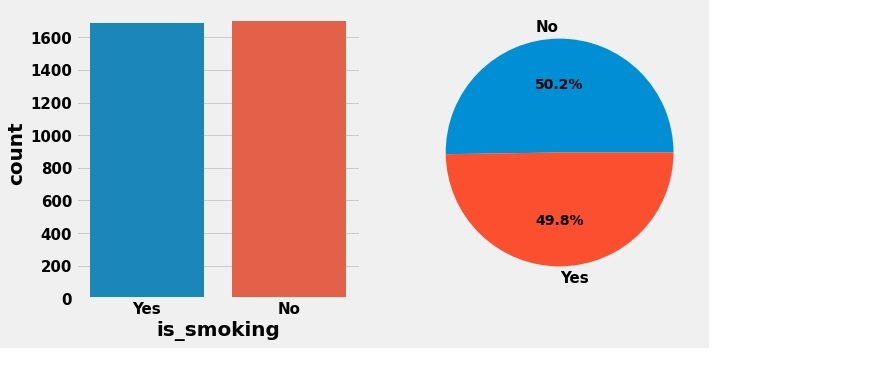 count
1600
1400
1200
1000
800
600
400
200
0
Yes
No
is_smoking
No
50.2%
49.8%
Yes